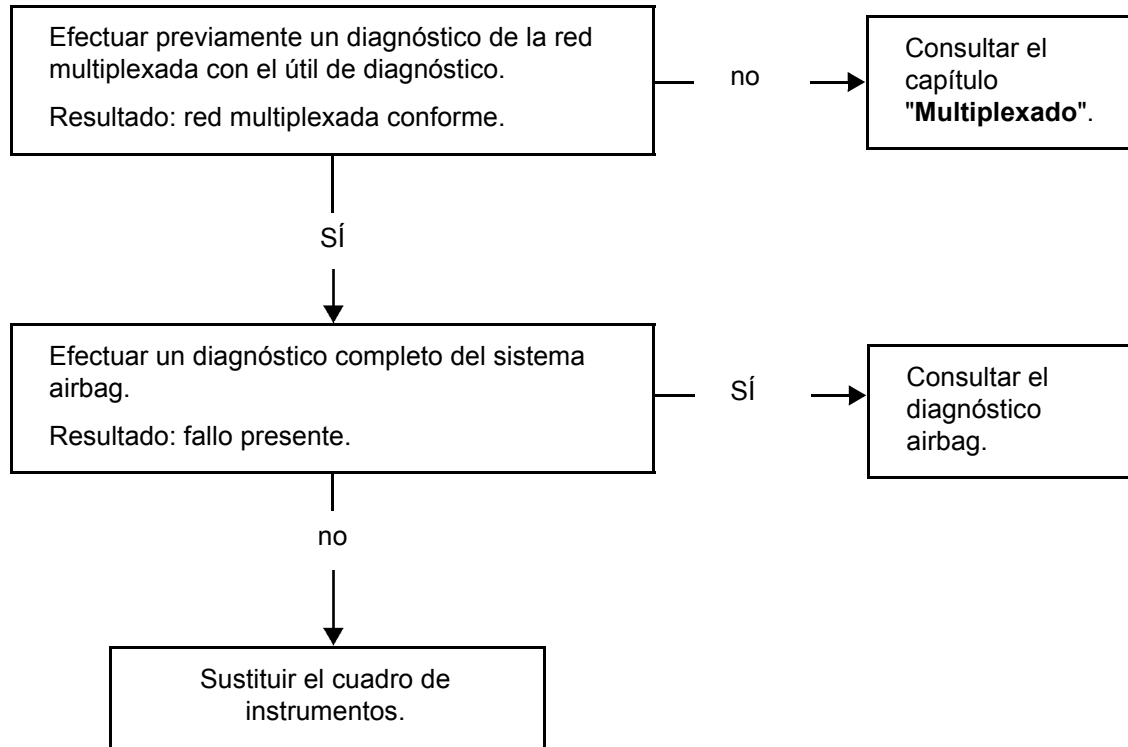 Efectuar previamente un diagnóstico de la red
multiplexada con el útil de diagnóstico.
Resultado: red multiplexada conforme.
no
Consultar el
capítulo
"Multiplexado".
SÍ
Efectuar un diagnóstico completo del sistema
airbag.
Resultado: fallo presente.
SÍ
Consultar el
diagnóstico
airbag.
no
Sustituir el cuadro de
instrumentos.